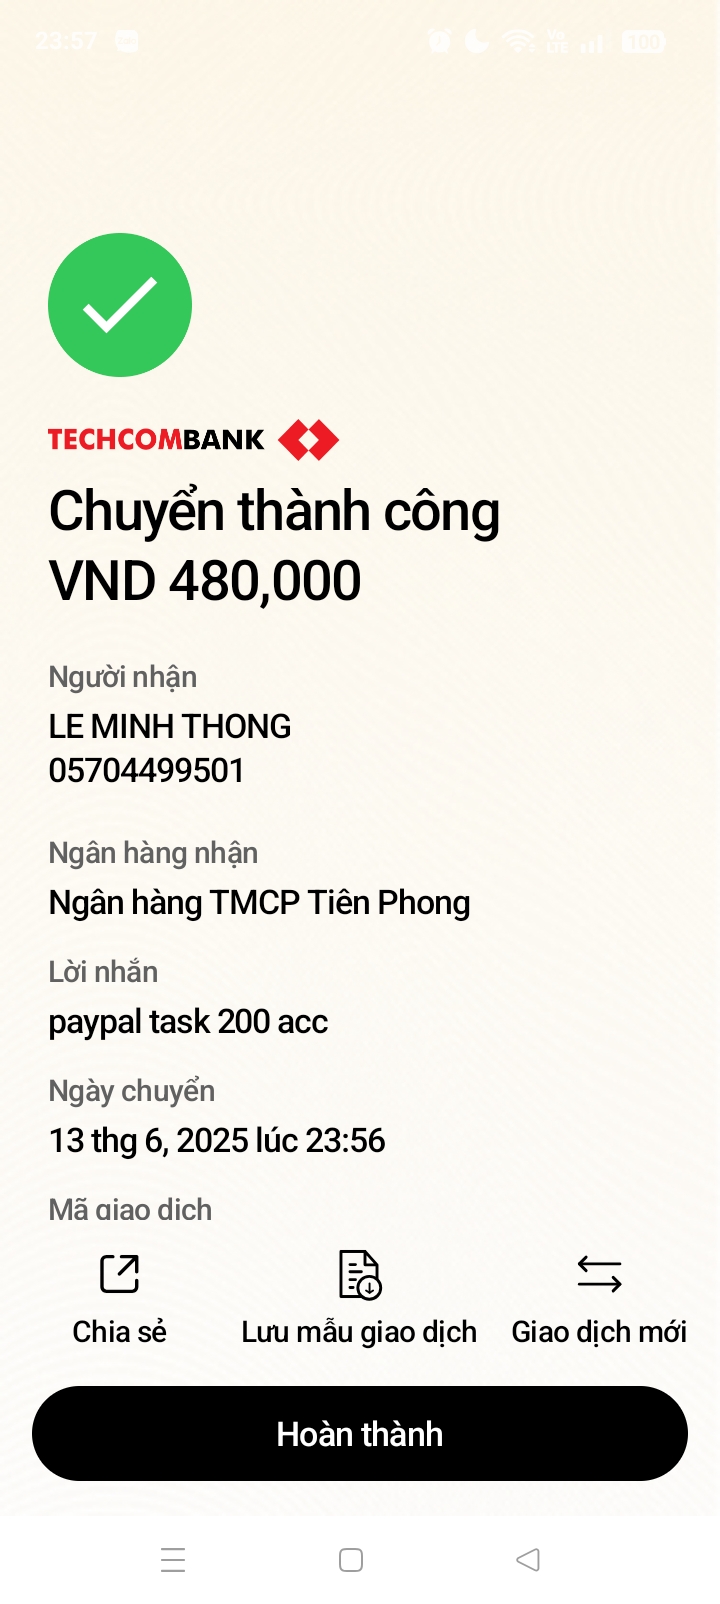 23:57
Vo
LTE
100
TECHCOMBANK
Chuyển thành công
VND 480,000
Người nhận
LE MINH THONG
05704499501
Ngân hàng nhận
Ngân hàng TMCP Tiên Phong
Lời nhắn
paypal task 200 acc
Ngày chuyển
13 thg 6, 2025 lúc 23:56
Mã giao dịch
Chia sẻ
Lưu mẫu giao dịch
Giao dịch mới
Hoàn thành